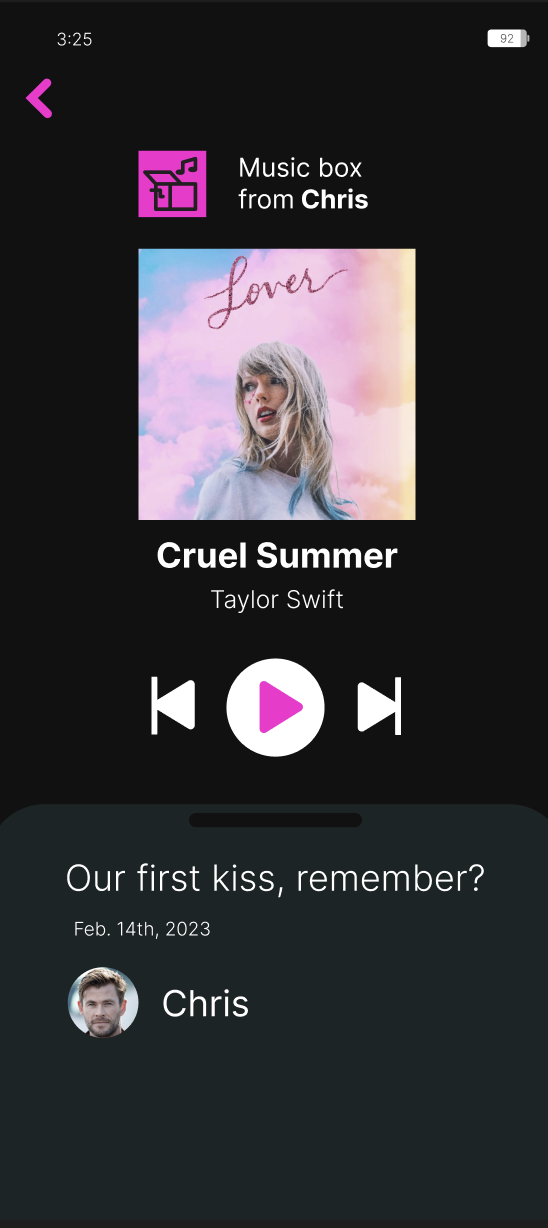 3:25
92
Music box
from Chris
Lover
Cruel Summer
Taylor Swift
Our first kiss, remember?
Feb. 14th, 2023
Chris